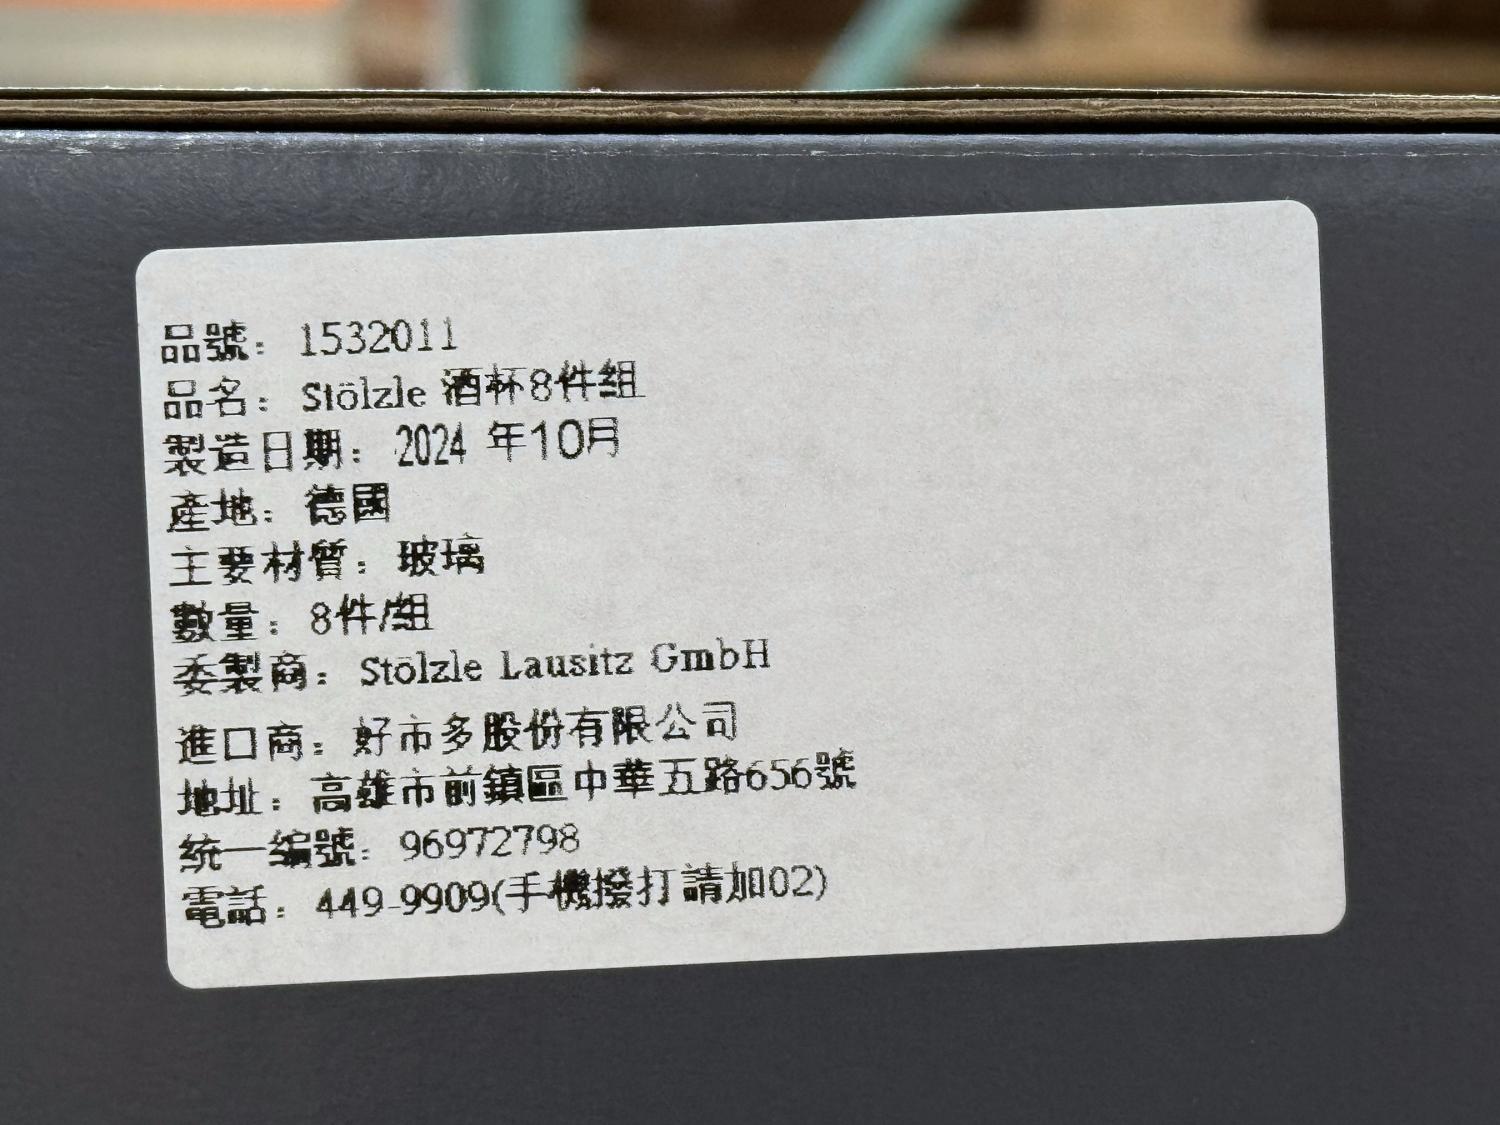 品號：1532011
品名：Stölzle 酒杯8件組
製造日期：2024 年10月
產地：德國
主要材質：玻璃
數量：8件/組
委製商：Stölzle Lausitz GmbH
進口商：好市多股份有限公司
地址：高雄市前鎮區中華五路656號
統一編號：96972798
電話：449-9909(手機撥打請加02)